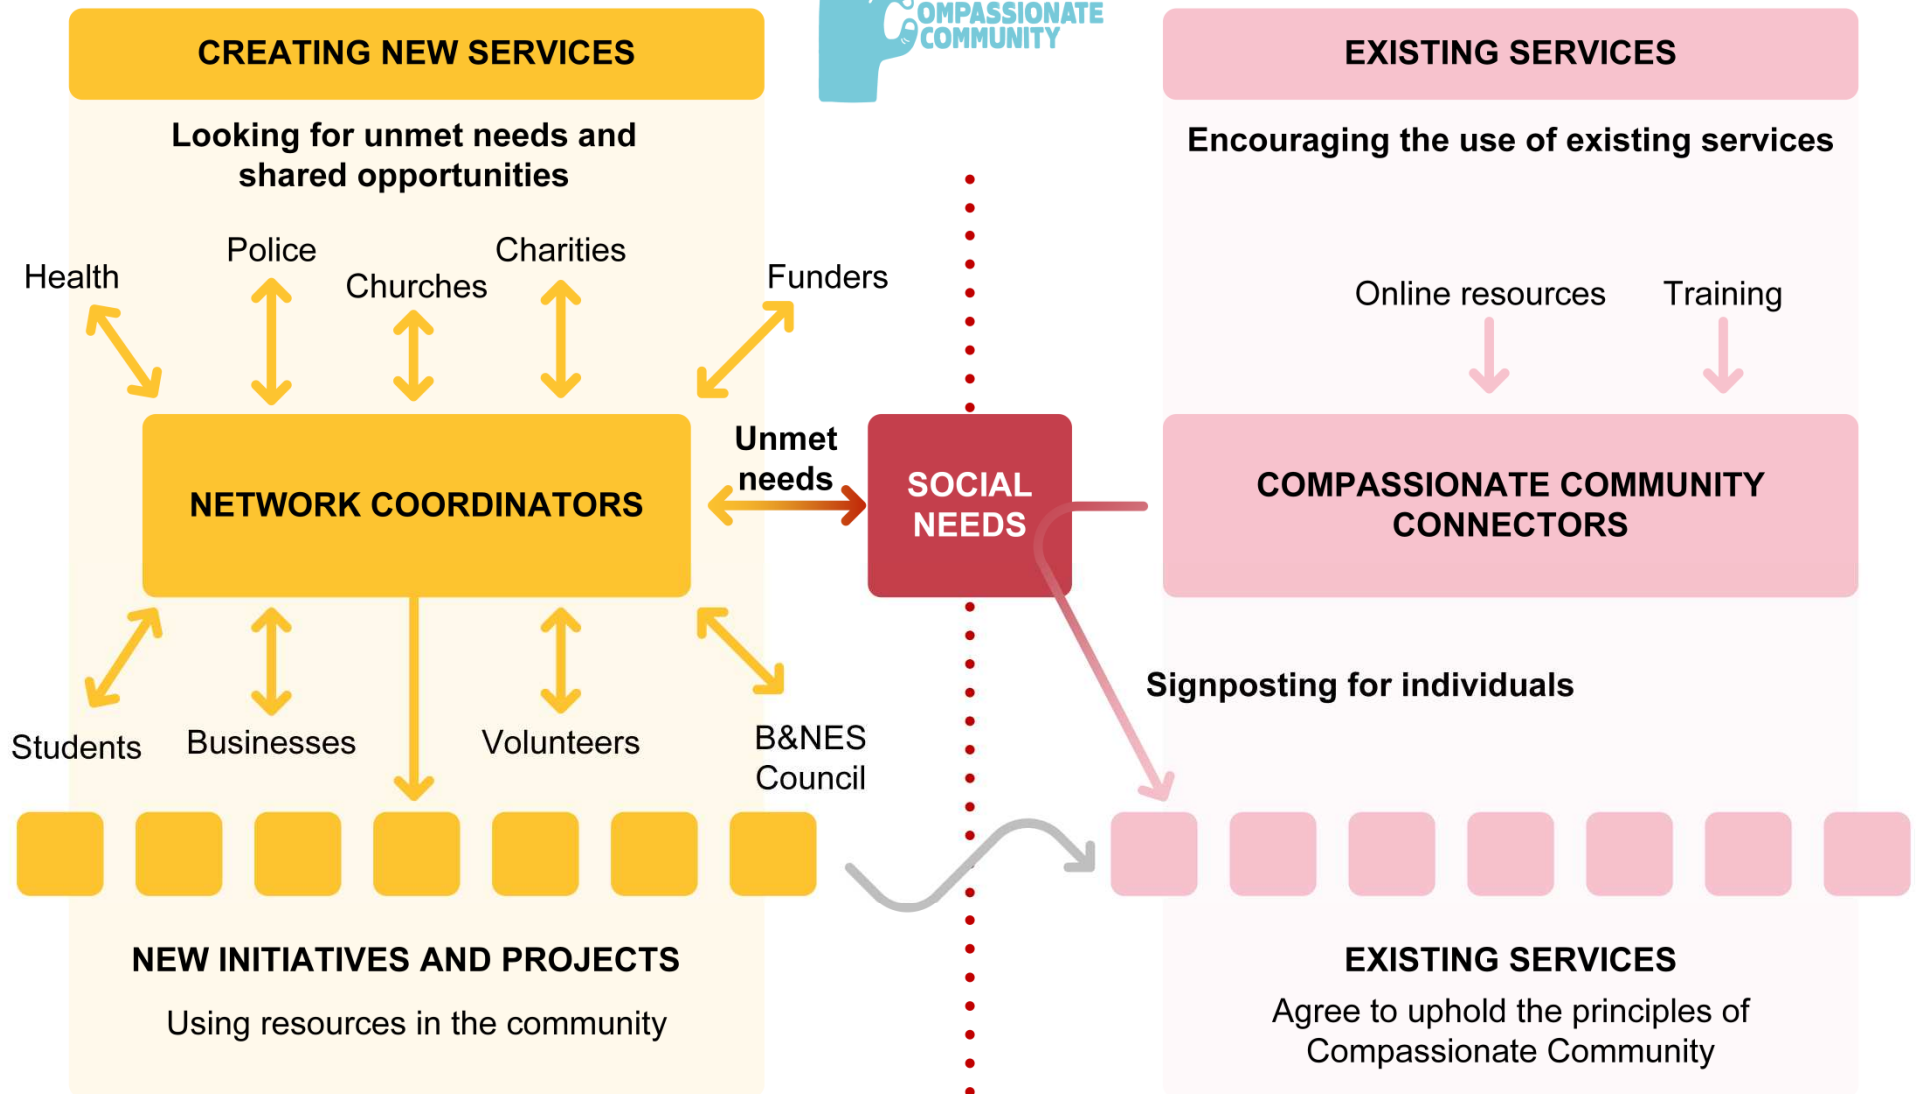 OMPASSIONATE
COMMUNITY
CREATING NEW SERVICES
Looking for unmet needs and
shared opportunities
Health
Police
Churches
Charities
Funders
NETWORK COORDINATORS
Unmet
needs
SOCIAL
NEEDS
Students
Businesses
Volunteers
B&NES
Council
NEW INITIATIVES AND PROJECTS
Using resources in the community
EXISTING SERVICES
Encouraging the use of existing services
Online resources
Training
COMPASSIONATE COMMUNITY
CONNECTORS
Signposting for individuals
EXISTING SERVICES
Agree to uphold the principles of
Compassionate Community